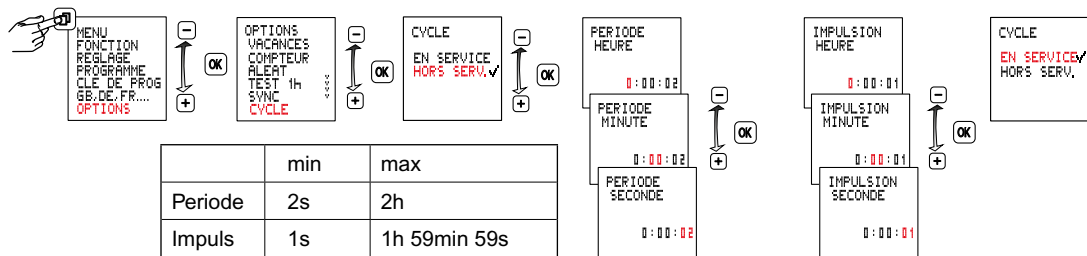 MENU
FONCTION
REGLAGE
PROGRAMME
CLE DE PROG
GB,DE,FR....
OPTIONS
OK
OPTIONS
VACANCES
COMPTEUR
ALEAT
TEST 1h
SYNC
CYCLE
OK
CYCLE
EN SERVICE
HORS SERV.✓
OK
PERIODE
HEURE
0:00:02
PERIODE
MINUTE
0:00:02
PERIODE
SECONDE
0:00:02
OK
IMPULSION
HEURE
0:00:01
IMPULSION
MINUTE
0:00:01
IMPULSION
SECONDE
0:00:01
OK
CYCLE
EN SERVICE✓
HORS SERV.
min max
Periode 2s 2h
Impuls 1s 1h 59min 59s